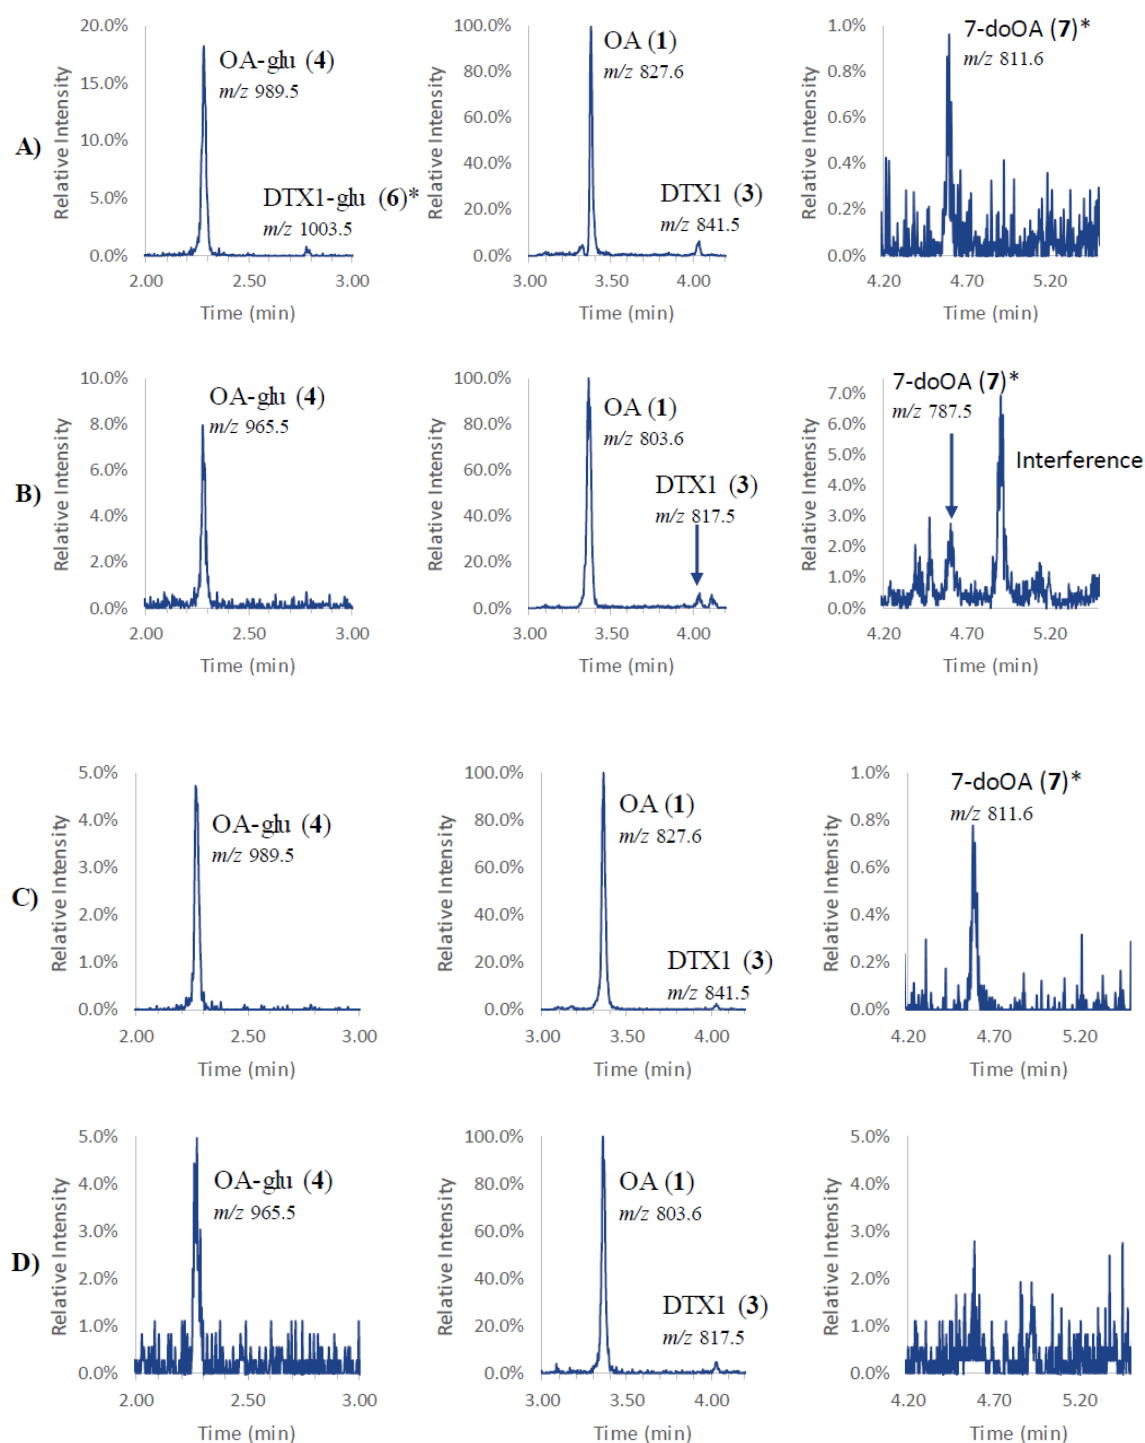 A)
Relative Intensity
20.0%
15.0%
10.0%
5.0%
0.0%
OA-glu (4)
m/z 989.5
DTX1-glu (6)*
m/z 1003.5
2.00
3.00
Time (min)
Relative Intensity
100.0%
80.0%
60.0%
40.0%
20.0%
0.0%
OA (1)
m/z 827.6
DTX1 (3)
m/z 841.5
3.00
3.50
4.00
Time (min)
Relative Intensity
1.0%
0.8%
0.6%
0.4%
0.2%
0.0%
7-doOA (7)*
m/z 811.6
4.20
4.70
5.20
Time (min)
B)
Relative Intensity
10.0%
8.0%
6.0%
4.0%
2.0%
0.0%
OA-glu (4)
m/z 965.5
2.00
3.00
Time (min)
Relative Intensity
100.0%
80.0%
60.0%
40.0%
20.0%
0.0%
OA (1)
m/z 803.6
DTX1 (3)
m/z 817.5
3.00
3.50
4.00
Time (min)
Relative Intensity
7.0%
6.0%
5.0%
4.0%
3.0%
2.0%
1.0%
0.0%
7-doOA (7)*
m/z 787.5
Interference
4.20
4.70
5.20
Time (min)
C)
Relative Intensity
5.0%
4.0%
3.0%
2.0%
1.0%
0.0%
OA-glu (4)
m/z 989.5
2.00
3.00
Time (min)
Relative Intensity
100.0%
80.0%
60.0%
40.0%
20.0%
0.0%
OA (1)
m/z 827.6
DTX1 (3)
m/z 841.5
3.00
3.50
4.00
Time (min)
Relative Intensity
1.0%
0.8%
0.6%
0.4%
0.2%
0.0%
7-doOA (7)*
m/z 811.6
4.20
4.70
5.20
Time (min)
D)
Relative Intensity
5.0%
4.0%
3.0%
2.0%
1.0%
0.0%
OA-glu (4)
m/z 965.5
2.00
3.00
Time (min)
Relative Intensity
100.0%
80.0%
60.0%
40.0%
20.0%
0.0%
OA (1)
m/z 803.6
DTX1 (3)
m/z 817.5
3.00
3.50
4.00
Time (min)
Relative Intensity
5.0%
4.0%
3.0%
2.0%
1.0%
0.0%
4.20
4.70
5.20
Time (min)